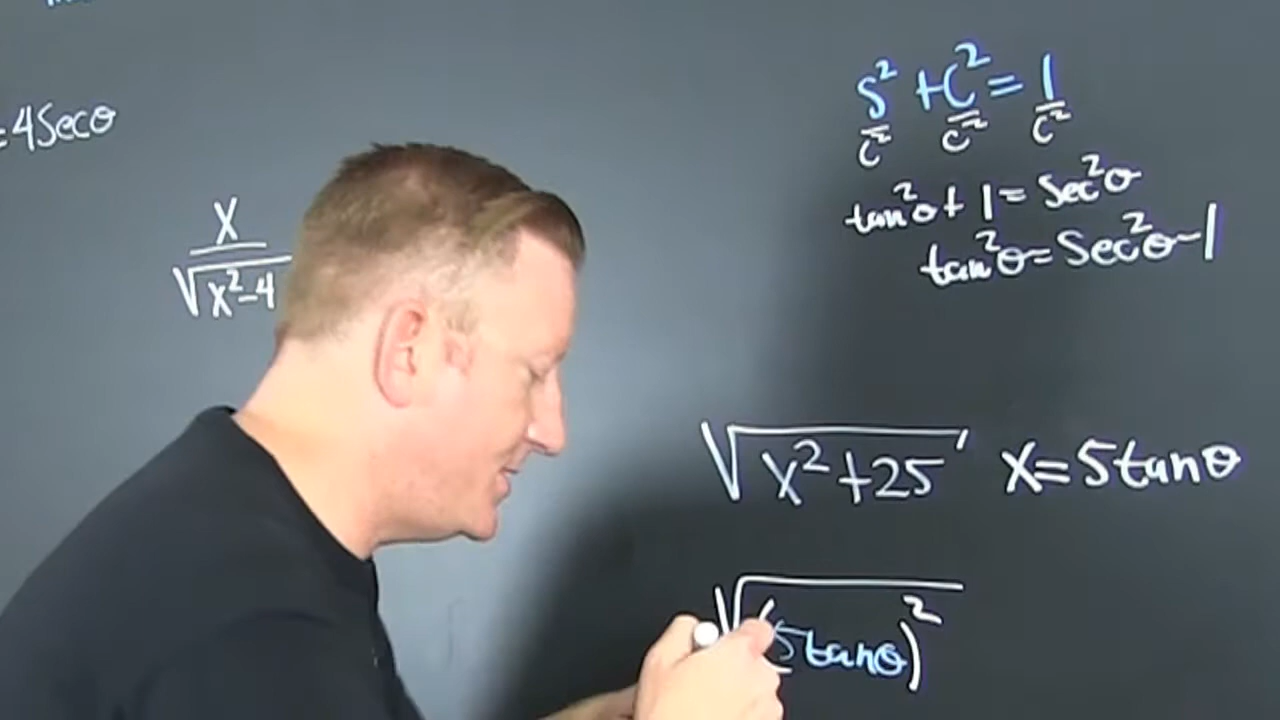 =4Secθ
x
√x²-4
S² + C² = 1
C² C² C²
tan²θ + 1 = Sec²θ
tan²θ = Sec²θ - 1
√x²+25 x = 5tanθ
√(5tanθ)²